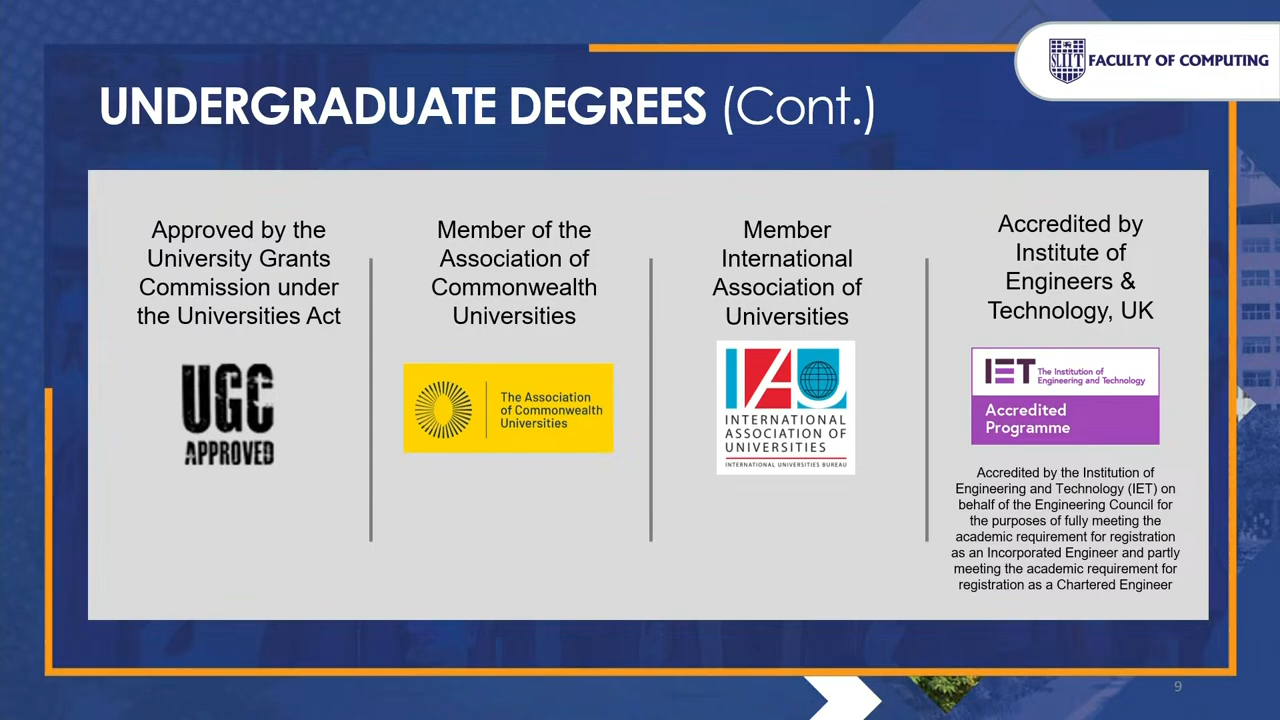 SLIIT
FACULTY OF COMPUTING
UNDERGRADUATE DEGREES (Cont.)
Approved by the
University Grants
Commission under
the Universities Act
UGC
APPROVED
Member of the
Association of
Commonwealth
Universities
The Association
of Commonwealth
Universities
Member
International
Association of
Universities
IAU
INTERNATIONAL
ASSOCIATION OF
UNIVERSITIES
INTERNATIONAL UNIVERSITIES BUREAU
Accredited by
Institute of
Engineers &
Technology, UK
IET
The Institution of
Engineering and Technology
Accredited
Programme
Accredited by the Institution of
Engineering and Technology (IET) on
behalf of the Engineering Council for
the purposes of fully meeting the
academic requirement for registration
as an Incorporated Engineer and partly
meeting the academic requirement for
registration as a Chartered Engineer
9